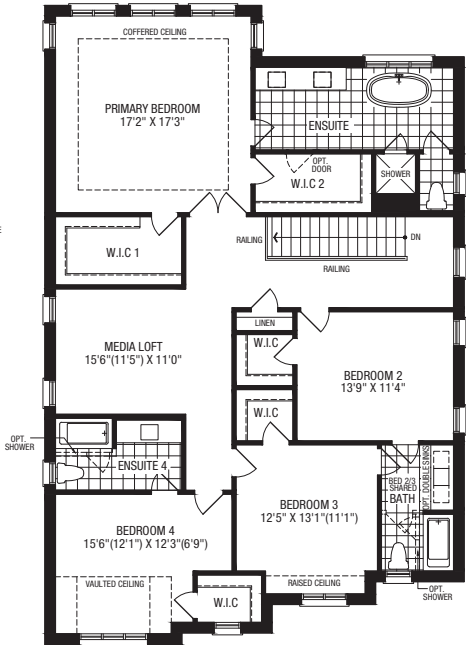 COFFERED CEILING
PRIMARY BEDROOM
17'2" X 17'3"
ENSUITE
OPT.
DOOR
W.I.C 2
SHOWER
W.I.C 1
RAILING
DN
RAILING
LINEN
MEDIA LOFT
15'6"(11'5") X 11'0"
W.I.C
BEDROOM 2
13'9" X 11'4"
W.I.C
OPT.
SHOWER
ENSUITE 4
BED 2/3
SHARED
BATH
OPT. DOUBLE SINKS
BEDROOM 3
12'5" X 13'1"(11'1")
BEDROOM 4
15'6"(12'1") X 12'3"(6'9")
VAULTED CEILING
W.I.C
RAISED CEILING
OPT.
SHOWER